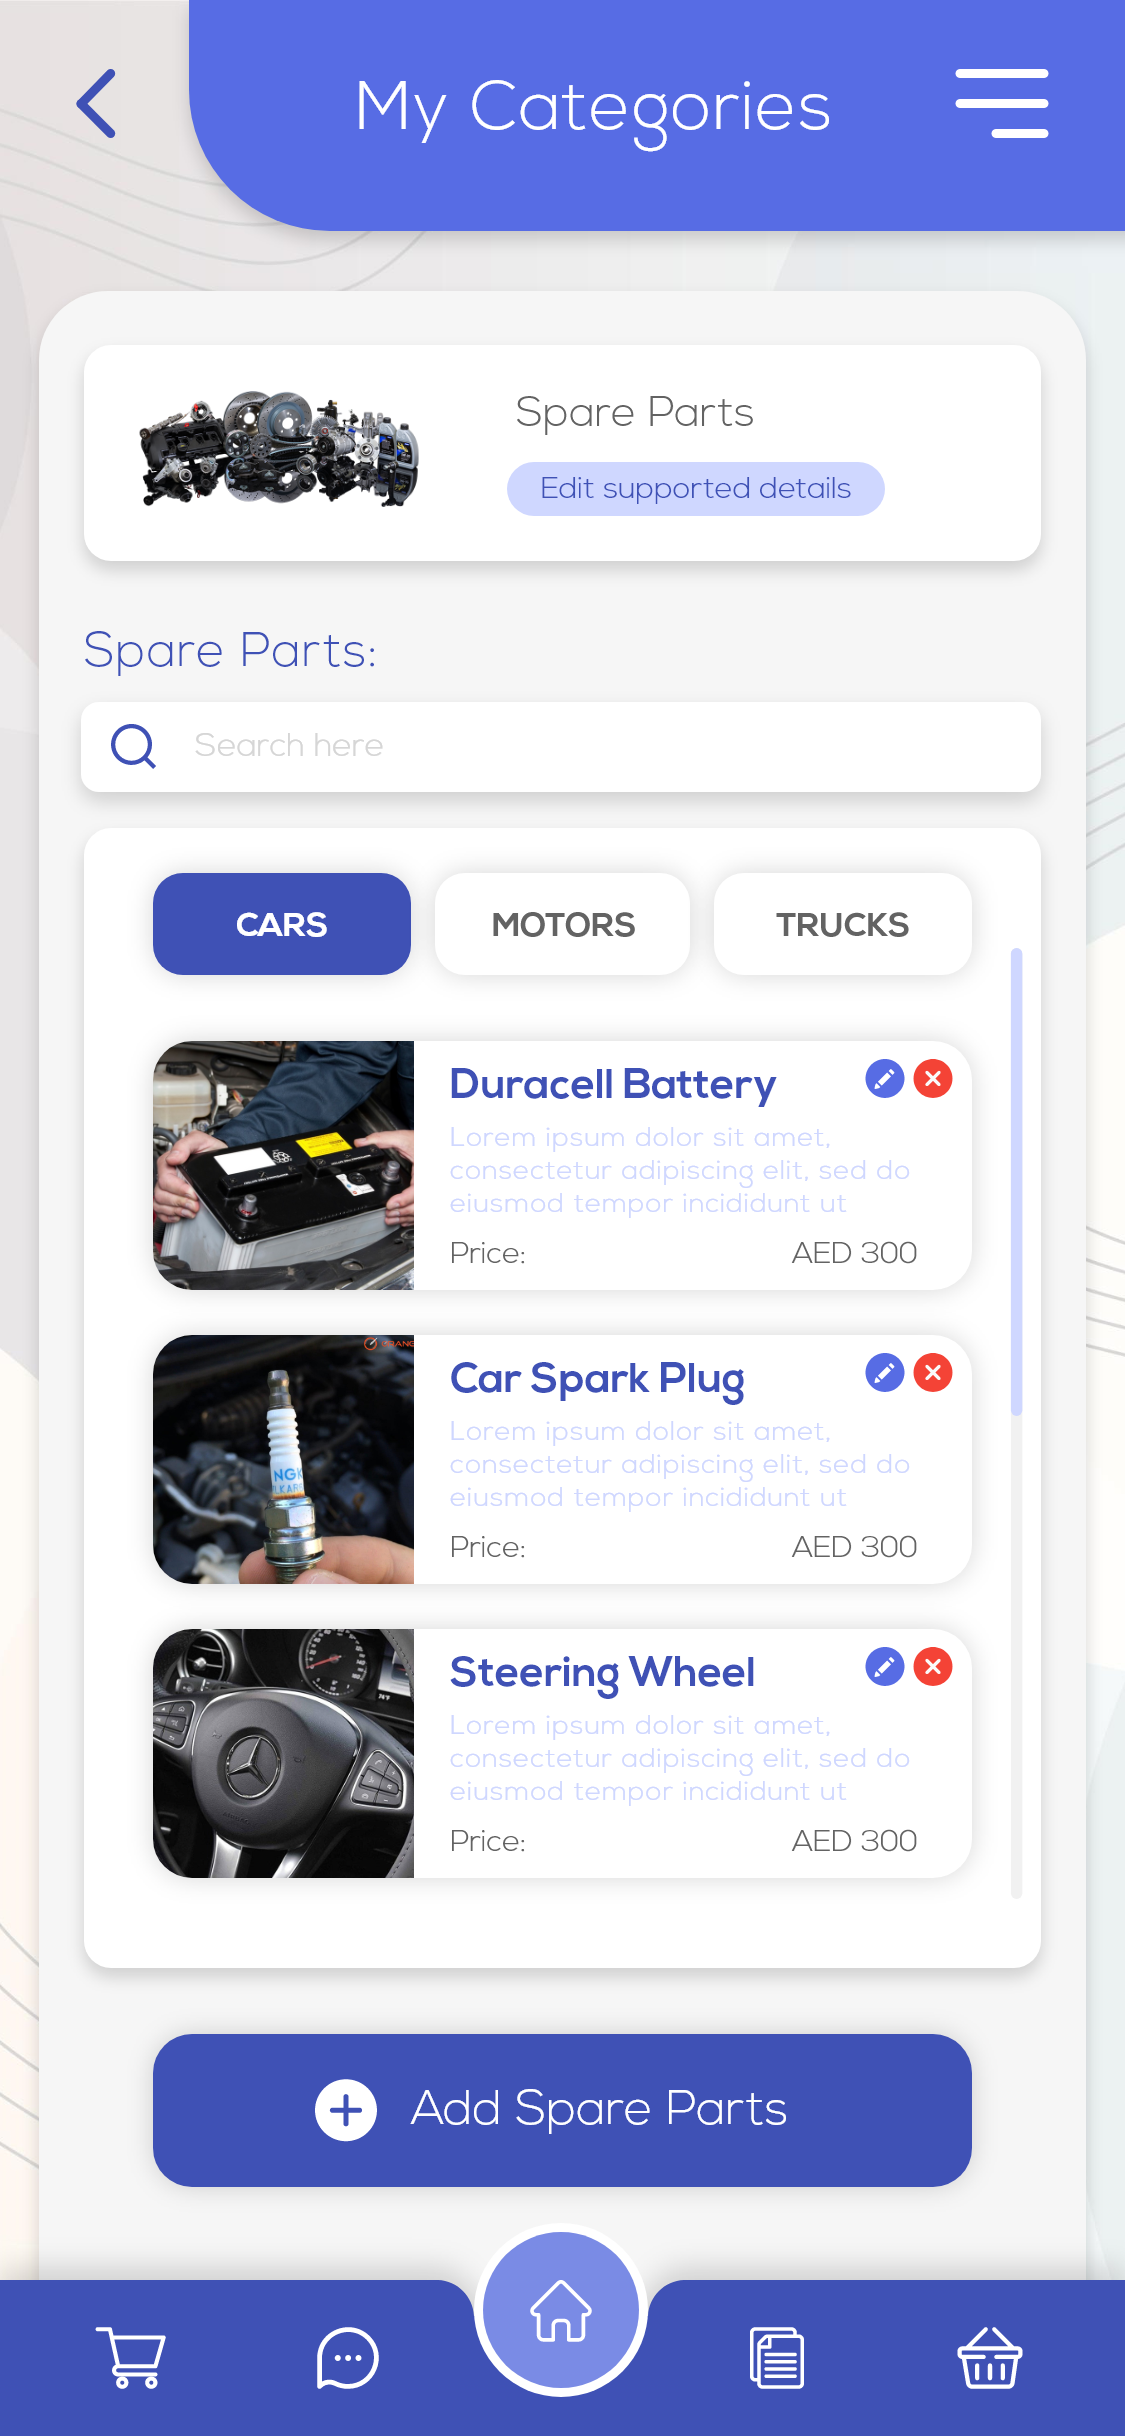 My Categories
Spare Parts
Edit supported details
Spare Parts:
Search here
CARS
MOTORS
TRUCKS
Duracell Battery
Lorem ipsum dolor sit amet,
consectetur adipiscing elit, sed do
eiusmod tempor incididunt ut
Price:
AED 300
NGK
Car Spark Plug
Lorem ipsum dolor sit amet,
consectetur adipiscing elit, sed do
eiusmod tempor incididunt ut
Price:
AED 300
Steering Wheel
Lorem ipsum dolor sit amet,
consectetur adipiscing elit, sed do
eiusmod tempor incididunt ut
Price:
AED 300
Add Spare Parts